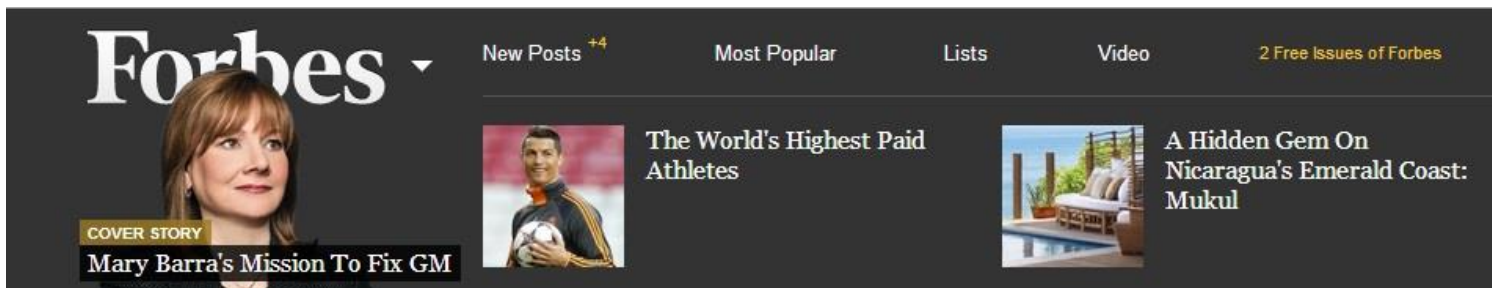 Forbes
New Posts +4
Most Popular
Lists
Video
2 Free Issues of Forbes
COVER STORY
Mary Barra's Mission To Fix GM
The World's Highest Paid
Athletes
A Hidden Gem On
Nicaragua's Emerald Coast:
Mukul